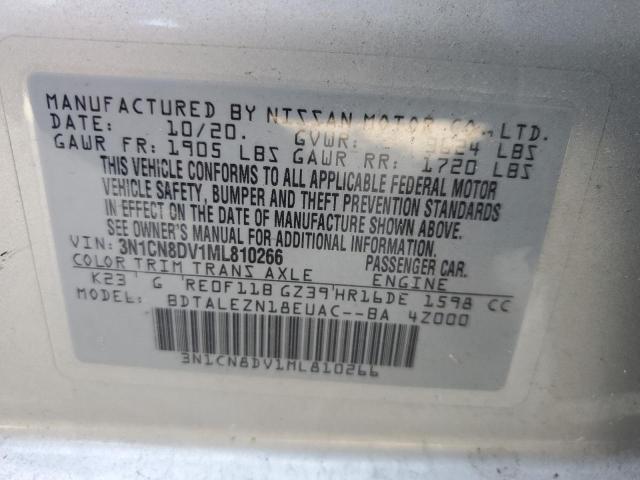 MANUFACTURED BY NISSAN MOTOR CO., LTD.
DATE: 10/20. GVWR: 3624 LBS
GAWR FR: 1905 LBS GAWR RR: 1720 LBS
THIS VEHICLE CONFORMS TO ALL APPLICABLE FEDERAL MOTOR
VEHICLE SAFETY, BUMPER AND THEFT PREVENTION STANDARDS
IN EFFECT ON THE DATE OF MANUFACTURE SHOWN ABOVE.
SEE OWNER'S MANUAL FOR ADDITIONAL INFORMATION.
VIN: 3N1CN8DV1ML810266 PASSENGER CAR.
COLOR TRIM TRANS AXLE ENGINE
K23 G RE0F11B GZ39 HR16DE 1598 CC
BDTALEZN18EUAC--BA 4Z000
3N1CN8DV1ML810266